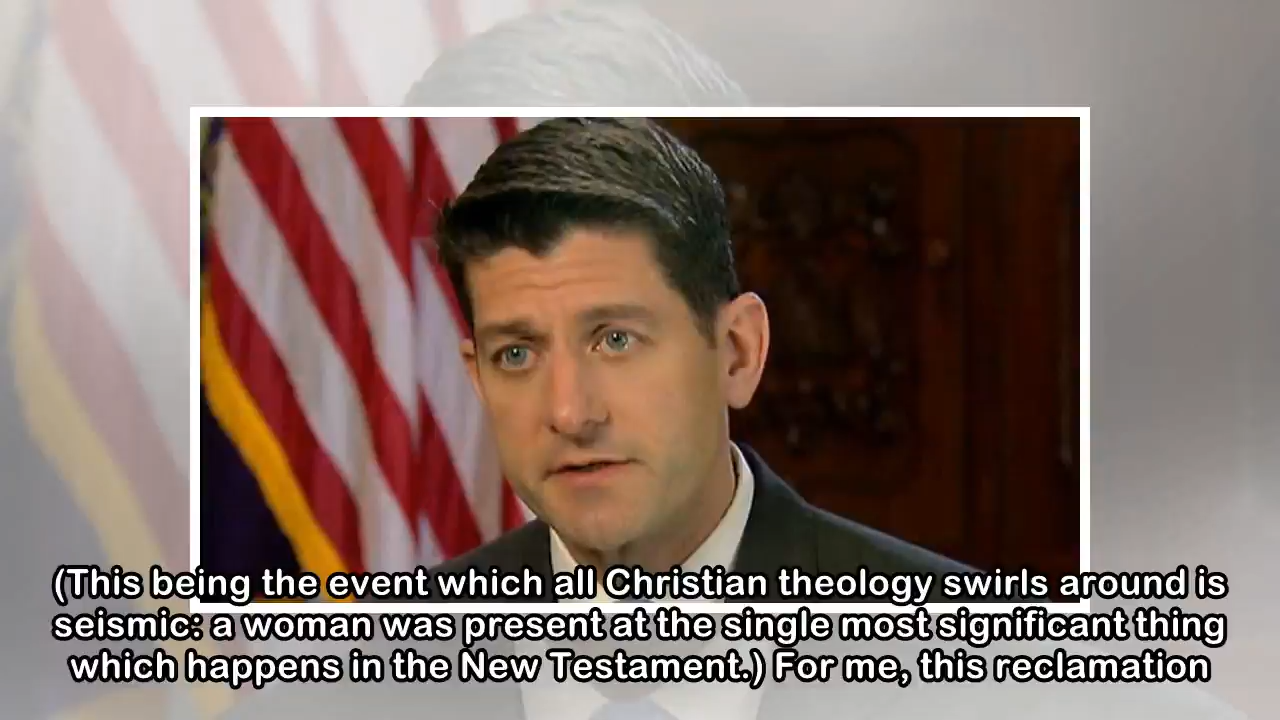 (This being the event which all Christian theology swirls around is
seismic: a woman was present at the single most significant thing
which happens in the New Testament.) For me, this reclamation